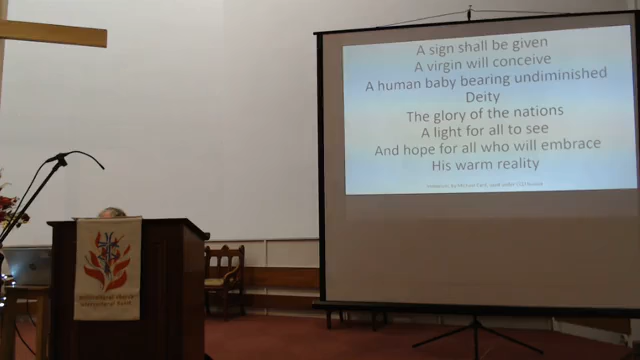 A sign shall be given
A virgin will conceive
A human baby bearing undiminished
Deity
The glory of the nations
A light for all to see
And hope for all who will embrace
His warm reality